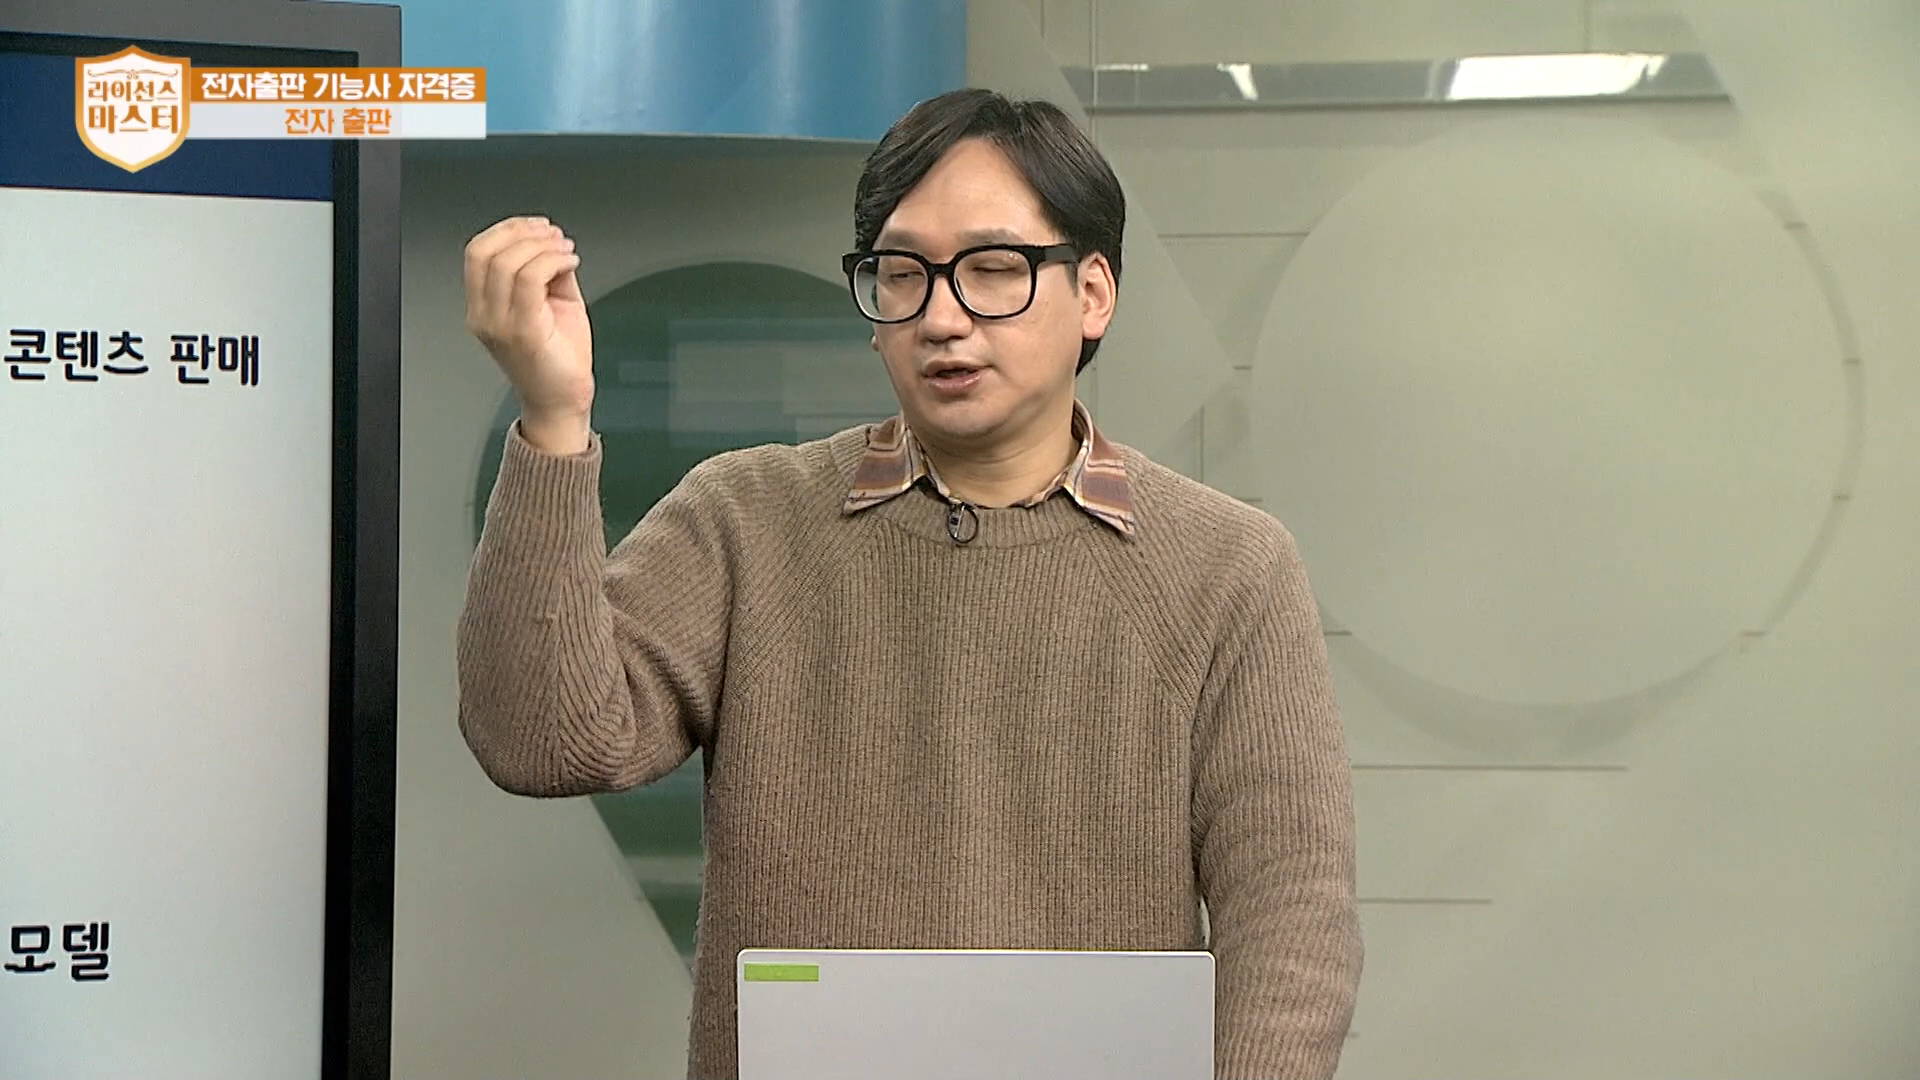 라이선스
마스터
전자출판 기능사 자격증
전자 출판
콘텐츠 판매
모델